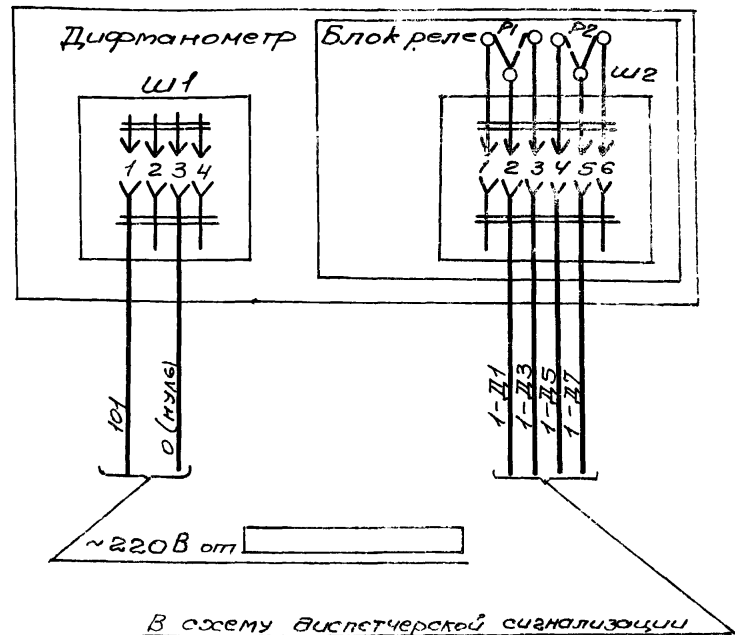 Дифманометр
Блок реле
Р1
Р2
Ш1
Ш2
1 2 3 4
1 2 3 4 5 6
101
0 (нуль)
1-Д1
1-Д3
1-Д5
1-Д7
~220В от
В схему диспетчерской сигнализации